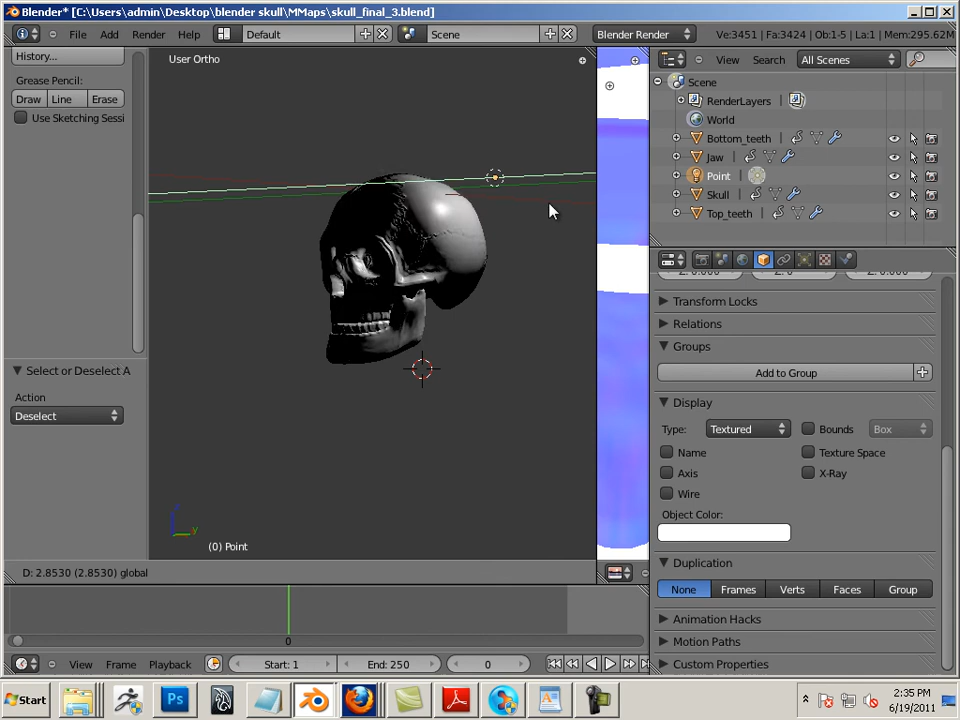 Blender* [C:\Users\admin\Desktop\blender skull\MMaps\skull_final_3.blend]
File Add Render Help Default Scene Blender Render Ve:3451 | Fa:3424 | Ob:1-5 | La:1 | Mem:295.62M
History...
Grease Pencil:
Draw Line Erase
Use Sketching Sessi
Select or Deselect A
Action
Deselect
User Ortho
(0) Point
D: 2.8530 (2.8530) global
View Search All Scenes
Scene
RenderLayers
World
Bottom_teeth
Jaw
Point
Skull
Top_teeth
Transform Locks
Relations
Groups
Add to Group
Display
Type: Textured Bounds Box
Name Texture Space
Axis X-Ray
Wire
Object Color:
Duplication
None Frames Verts Faces Group
Animation Hacks
Motion Paths
Custom Properties
0
View Frame Playback Start: 1 End: 250 0
Start Ps 2:35 PM
6/19/2011